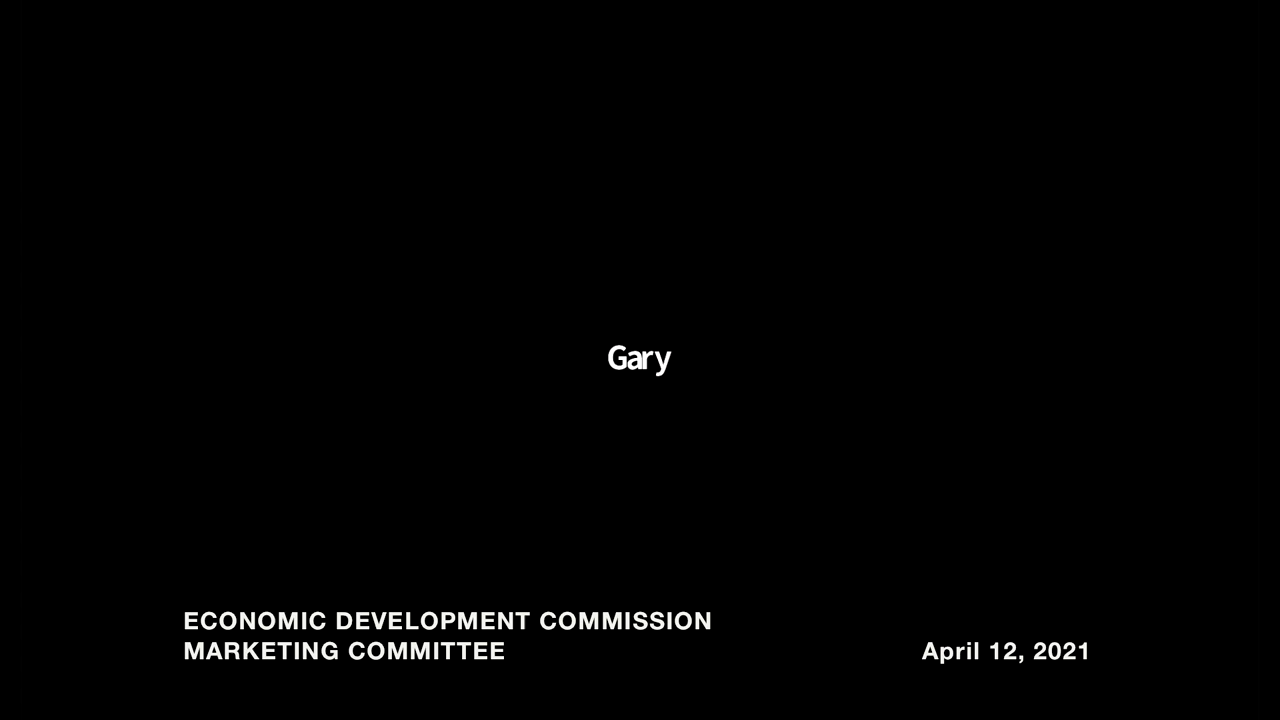 Gary
ECONOMIC DEVELOPMENT COMMISSION
MARKETING COMMITTEE
April 12, 2021